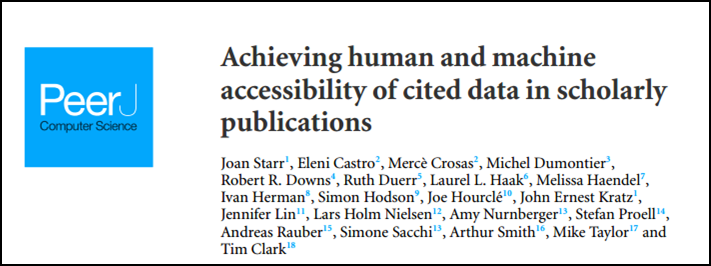 PeerJ
Computer Science
Achieving human and machine
accessibility of cited data in scholarly
publications
Joan Starr1, Eleni Castro2, Mercè Crosas2, Michel Dumontier3,
Robert R. Downs4, Ruth Duerr5, Laurel L. Haak6, Melissa Haendel7,
Ivan Herman8, Simon Hodson9, Joe Hourclé10, John Ernest Kratz1,
Jennifer Lin11, Lars Holm Nielsen12, Amy Nurnberger13, Stefan Proell14,
Andreas Rauber15, Simone Sacchi13, Arthur Smith16, Mike Taylor17 and
Tim Clark18